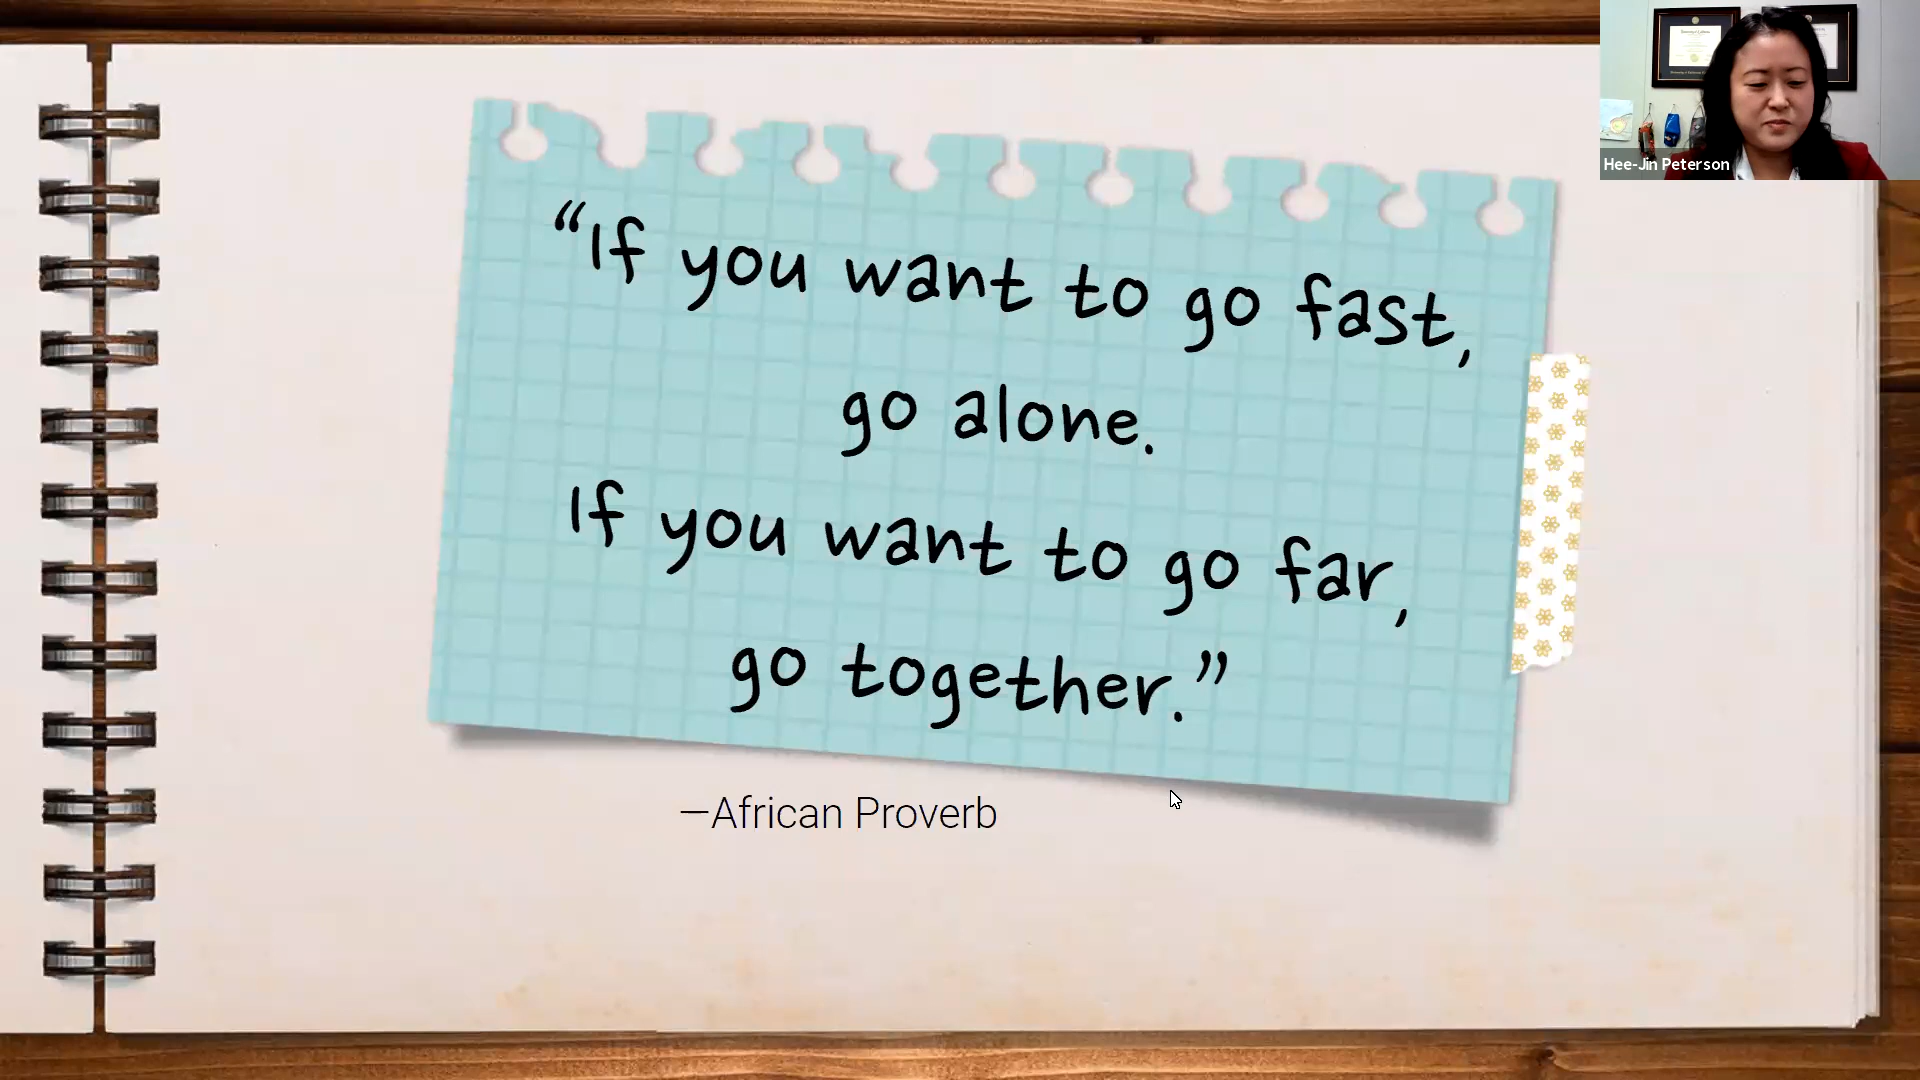 “If you want to go fast,
go alone.
If you want to go far,
go together.”
—African Proverb
Hee-Jin Peterson